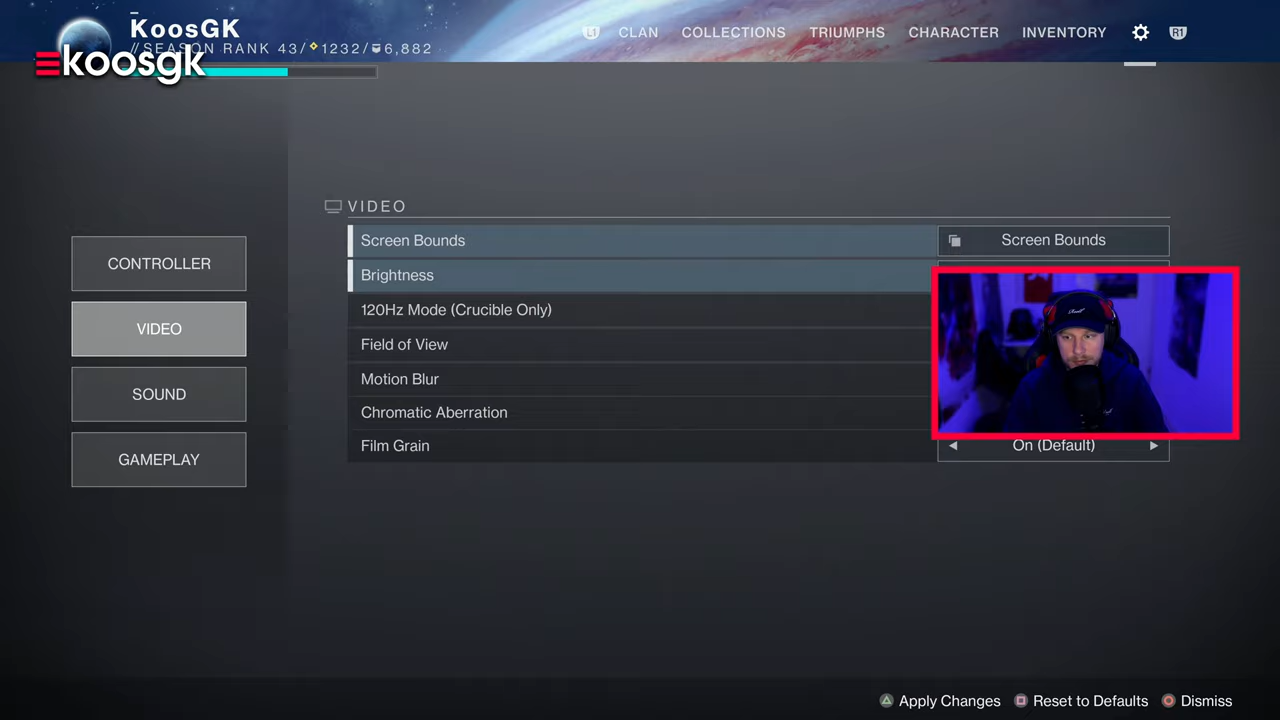 KoosGK
//SEASON RANK 43/1232/6,882
koosgk
L1 CLAN COLLECTIONS TRIUMPHS CHARACTER INVENTORY R1
CONTROLLER
VIDEO
SOUND
GAMEPLAY
VIDEO
Screen Bounds Screen Bounds
Brightness
120Hz Mode (Crucible Only)
Field of View
Motion Blur
Chromatic Aberration
Film Grain On (Default)
Apply Changes Reset to Defaults Dismiss